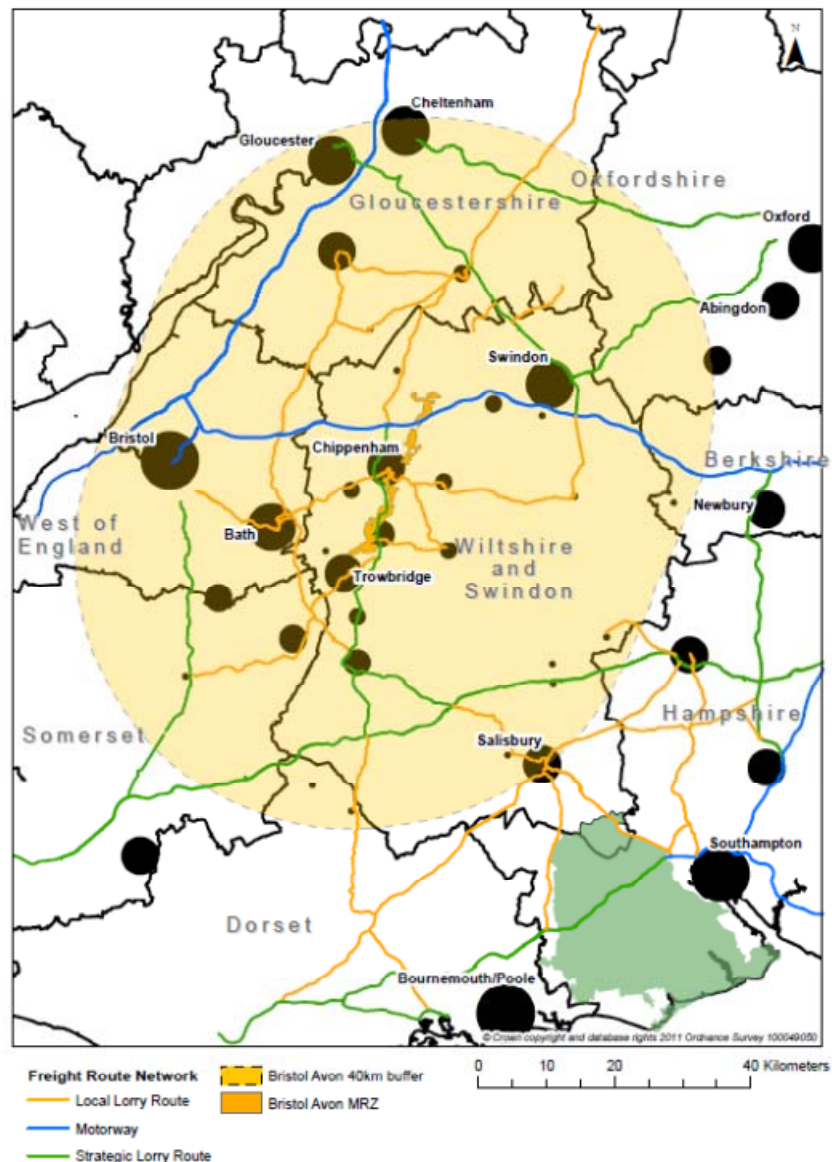 N
Cheltenham
Gloucester
Oxfordshire
Gloucestershire
Oxford
Abingdon
Swindon
Bristol
Chippenham
Berkshire
Newbury
West of
England
Bath
Wiltshire
and
Swindon
Trowbridge
Hampshire
Somerset
Salisbury
Southampton
Dorset
Bournemouth/Poole
© Crown copyright and database rights 2011 Ordnance Survey 100049050
Freight Route Network
Local Lorry Route
Motorway
Strategic Lorry Route
Bristol Avon 40km buffer
Bristol Avon MRZ
0 10 20 40 Kilometers